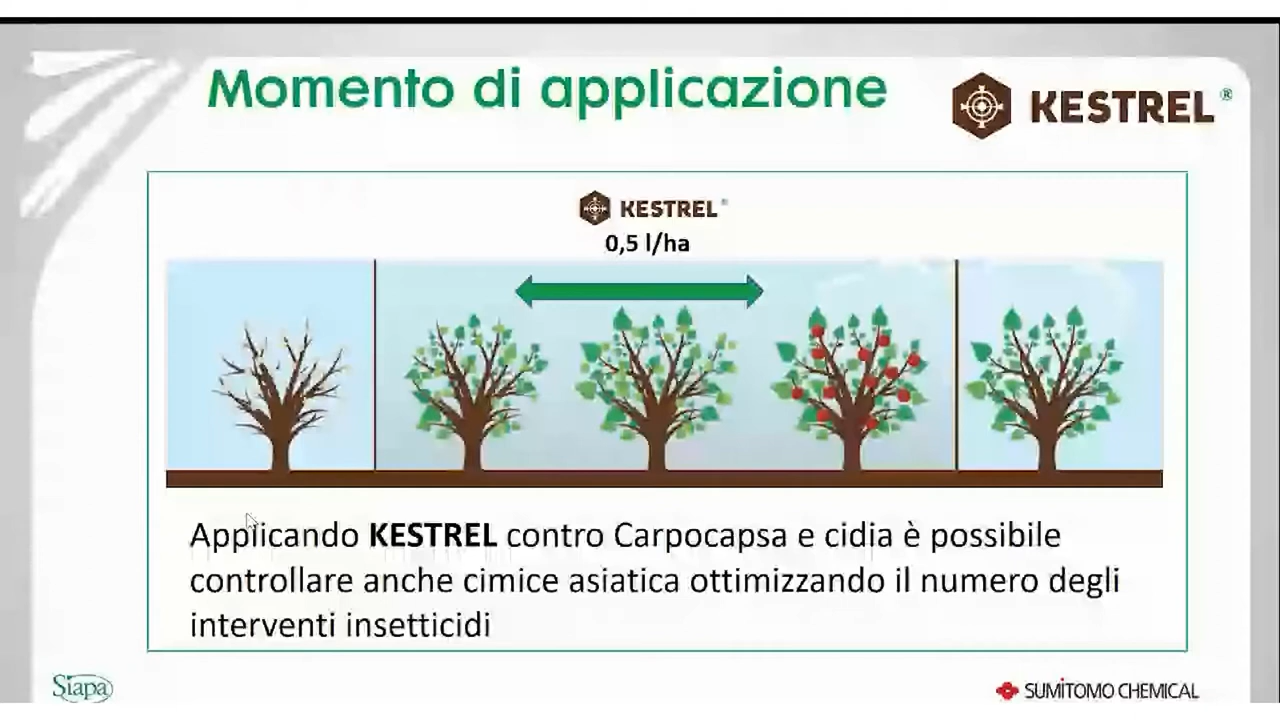 Momento di applicazione
KESTREL®
KESTREL®
0,5 l/ha
Applicando KESTREL contro Carpocapsa e cidia è possibile
controllare anche cimice asiatica ottimizzando il numero degli
interventi insetticidi
Siapa
SUMITOMO CHEMICAL